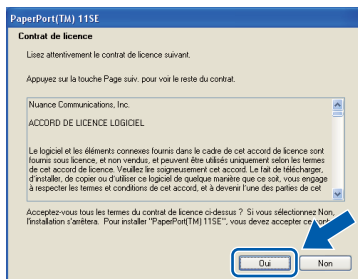 PaperPort(TM) 11SE
Contrat de licence
Lisez attentivement le contrat de licence suivant.
Appuyez sur la touche Page suiv. pour voir le reste du contrat.
Nuance Communications, Inc.
ACCORD DE LICENCE LOGICIEL
Le logiciel et les éléments connexes fournis dans le cadre de cet accord de licence sont
fournis sous licence, et non vendus, et peuvent être utilisés uniquement selon les termes
de cet accord de licence. Veuillez lire soigneusement cet accord. Le fait de télécharger,
d'installer, de copier ou d'utiliser ce logiciel de quelque manière que ce soit, vous engage
à respecter les termes et conditions de cet accord, et à devenir l'une des parties de cet
Acceptez-vous tous les termes du contrat de licence ci-dessus ? Si vous sélectionnez Non,
l'installation s'arrêtera. Pour installer "PaperPort(TM) 11SE", vous devez accepter ce
Oui
Non